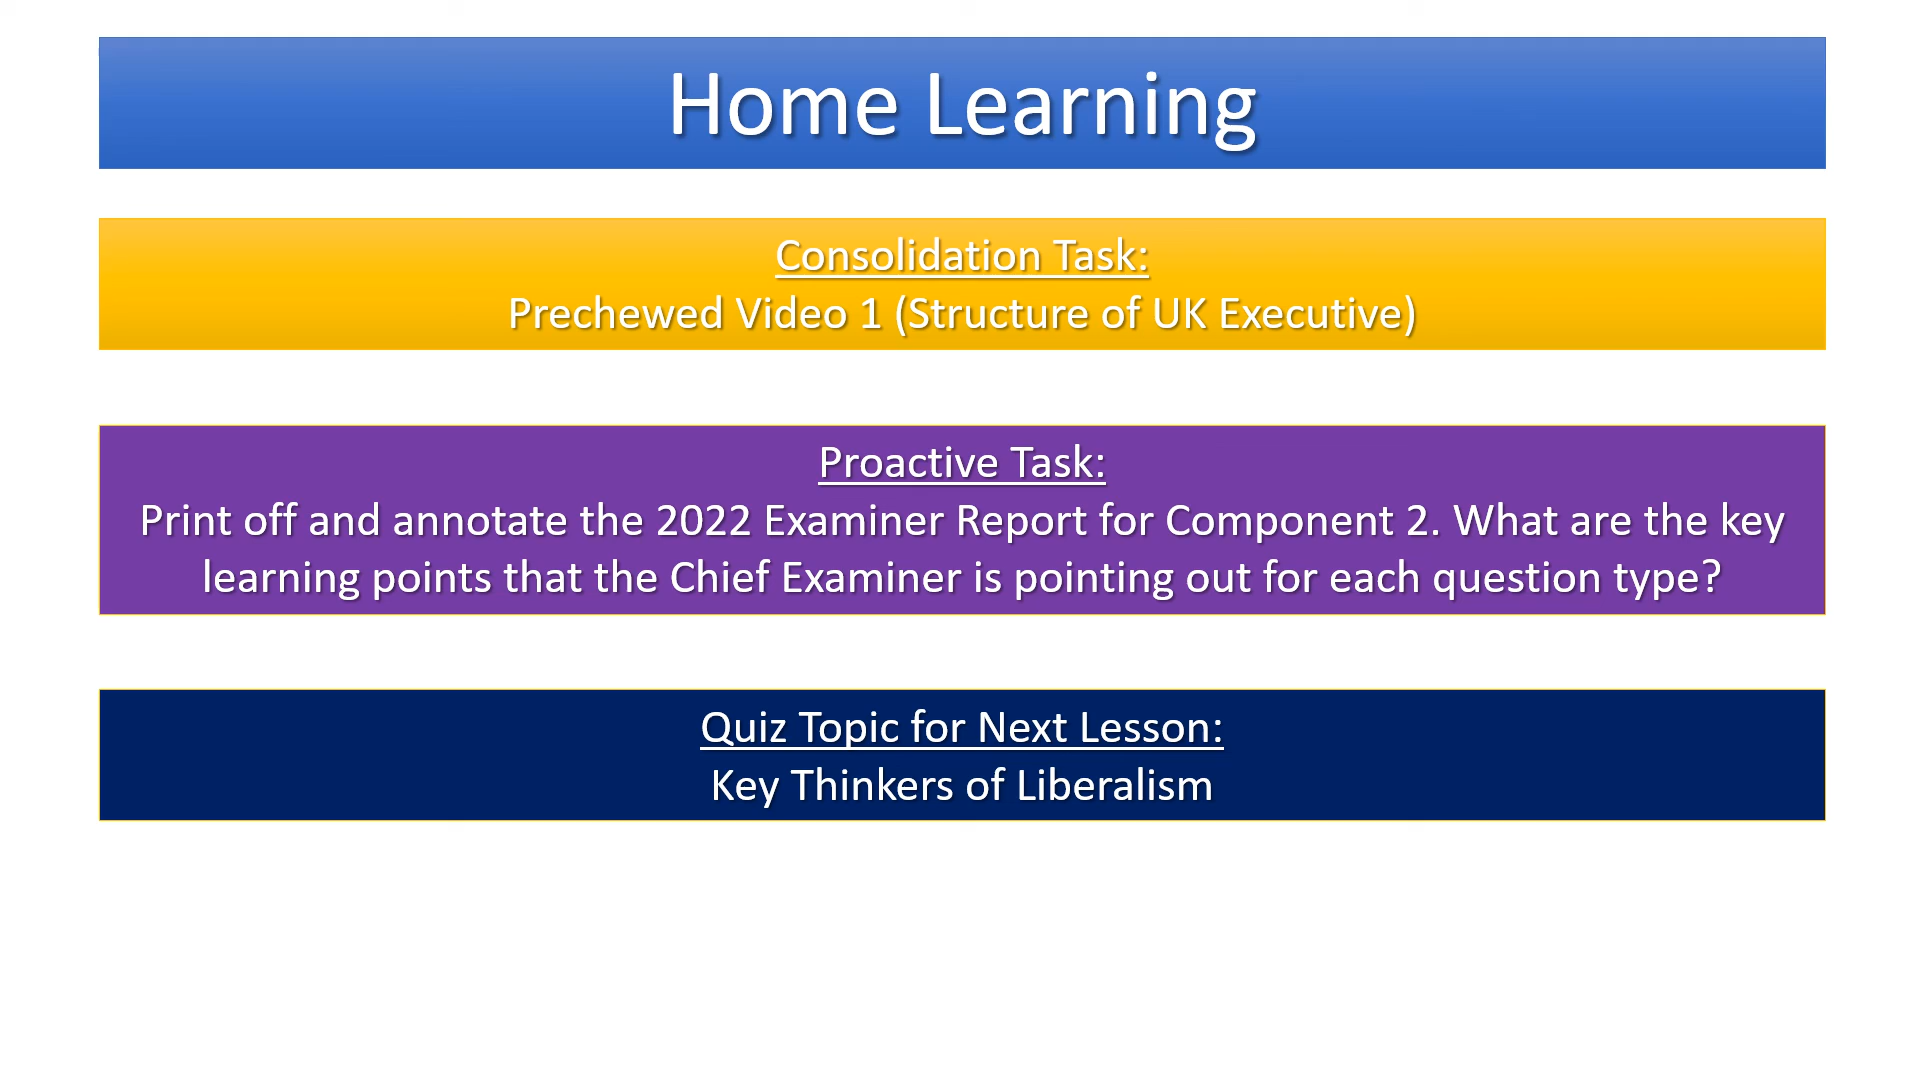 Home Learning
Consolidation Task:
Prechewed Video 1 (Structure of UK Executive)
Proactive Task:
Print off and annotate the 2022 Examiner Report for Component 2. What are the key
learning points that the Chief Examiner is pointing out for each question type?
Quiz Topic for Next Lesson:
Key Thinkers of Liberalism